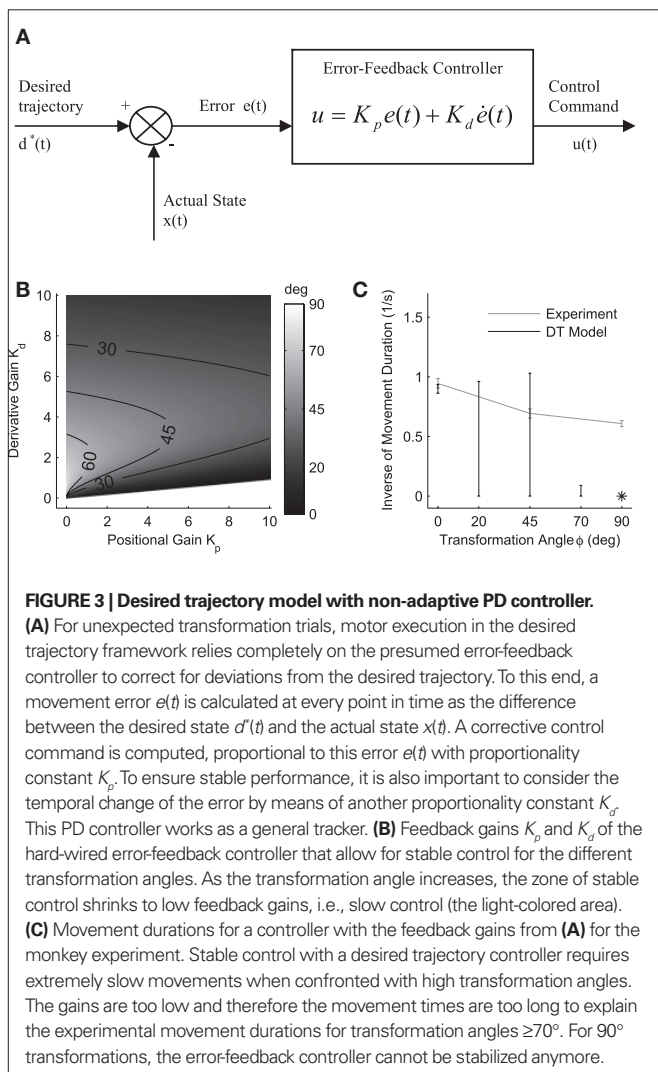 A
Desired
trajectory
d*(t)
+
-
Error e(t)
Actual State
x(t)
Error-Feedback Controller
u = K_p e(t) + K_d ė(t)
Control
Command
u(t)
B
Derivative Gain K_d
10
8
6
4
2
0
30
45
60
30
0 2 4 6 8 10
Positional Gain K_p
deg
90
70
45
20
0
C
Inverse of Movement Duration (1/s)
1.5
1
0.5
0
Experiment
DT Model
0 20 45 70 90
Transformation Angle ϕ (deg)
FIGURE 3 | Desired trajectory model with non-adaptive PD controller.
(A) For unexpected transformation trials, motor execution in the desired
trajectory framework relies completely on the presumed error-feedback
controller to correct for deviations from the desired trajectory. To this end, a
movement error e(t) is calculated at every point in time as the difference
between the desired state d*(t) and the actual state x(t). A corrective control
command is computed, proportional to this error e(t) with proportionality
constant K_p. To ensure stable performance, it is also important to consider the
temporal change of the error by means of another proportionality constant K_d.
This PD controller works as a general tracker. (B) Feedback gains K_p and K_d of the
hard-wired error-feedback controller that allow for stable control for the different
transformation angles. As the transformation angle increases, the zone of stable
control shrinks to low feedback gains, i.e., slow control (the light-colored area).
(C) Movement durations for a controller with the feedback gains from (A) for the
monkey experiment. Stable control with a desired trajectory controller requires
extremely slow movements when confronted with high transformation angles.
The gains are too low and therefore the movement times are too long to explain
the experimental movement durations for transformation angles ≥70°. For 90°
transformations, the error-feedback controller cannot be stabilized anymore.